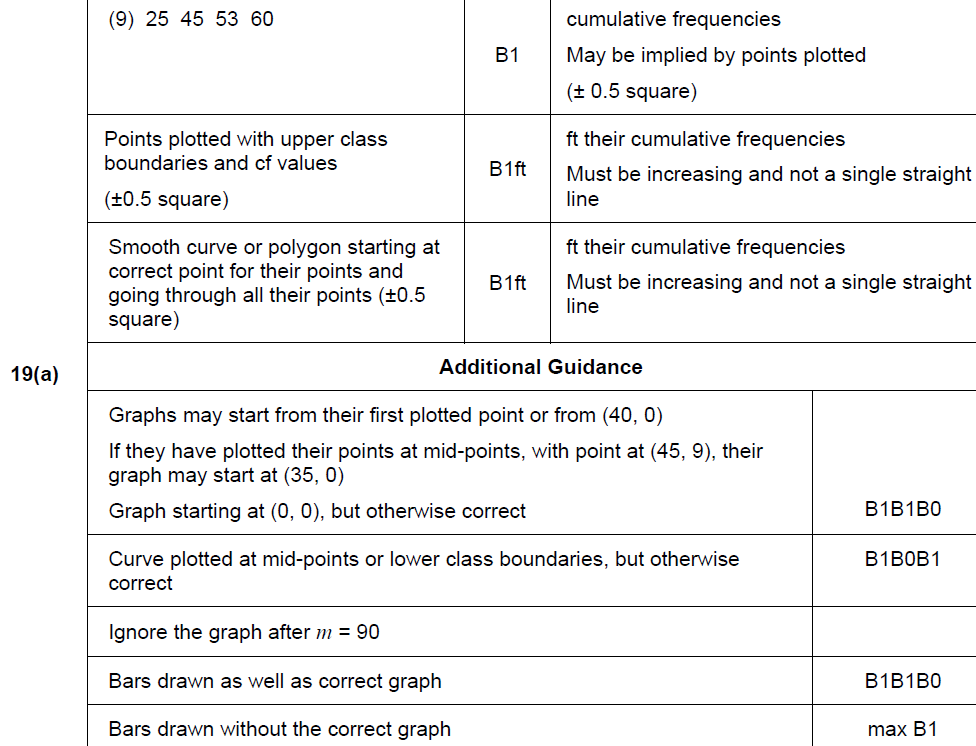 (9) 25 45 53 60
B1
cumulative frequencies
May be implied by points plotted
(± 0.5 square)
Points plotted with upper class
boundaries and cf values
(±0.5 square)
B1ft
ft their cumulative frequencies
Must be increasing and not a single straight
line
Smooth curve or polygon starting at
correct point for their points and
going through all their points (±0.5
square)
B1ft
ft their cumulative frequencies
Must be increasing and not a single straight
line
19(a)
Additional Guidance
Graphs may start from their first plotted point or from (40, 0)
If they have plotted their points at mid-points, with point at (45, 9), their
graph may start at (35, 0)
Graph starting at (0, 0), but otherwise correct
B1B1B0
Curve plotted at mid-points or lower class boundaries, but otherwise
correct
B1B0B1
Ignore the graph after m = 90
Bars drawn as well as correct graph
B1B1B0
Bars drawn without the correct graph
max B1